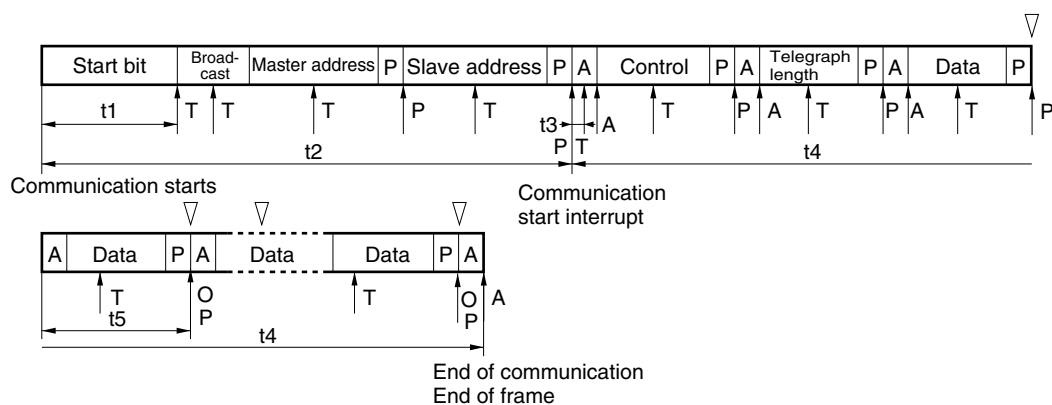 Start bit Broad-cast Master address P Slave address P A Control P A Telegraph length P A Data P
t1 T T T P T t3 A T P A T P A T P
P T
t2 t4
Communication starts
Communication
start interrupt
A Data P A Data Data P A
T O T O A
P P
t5 t4
End of communication
End of frame